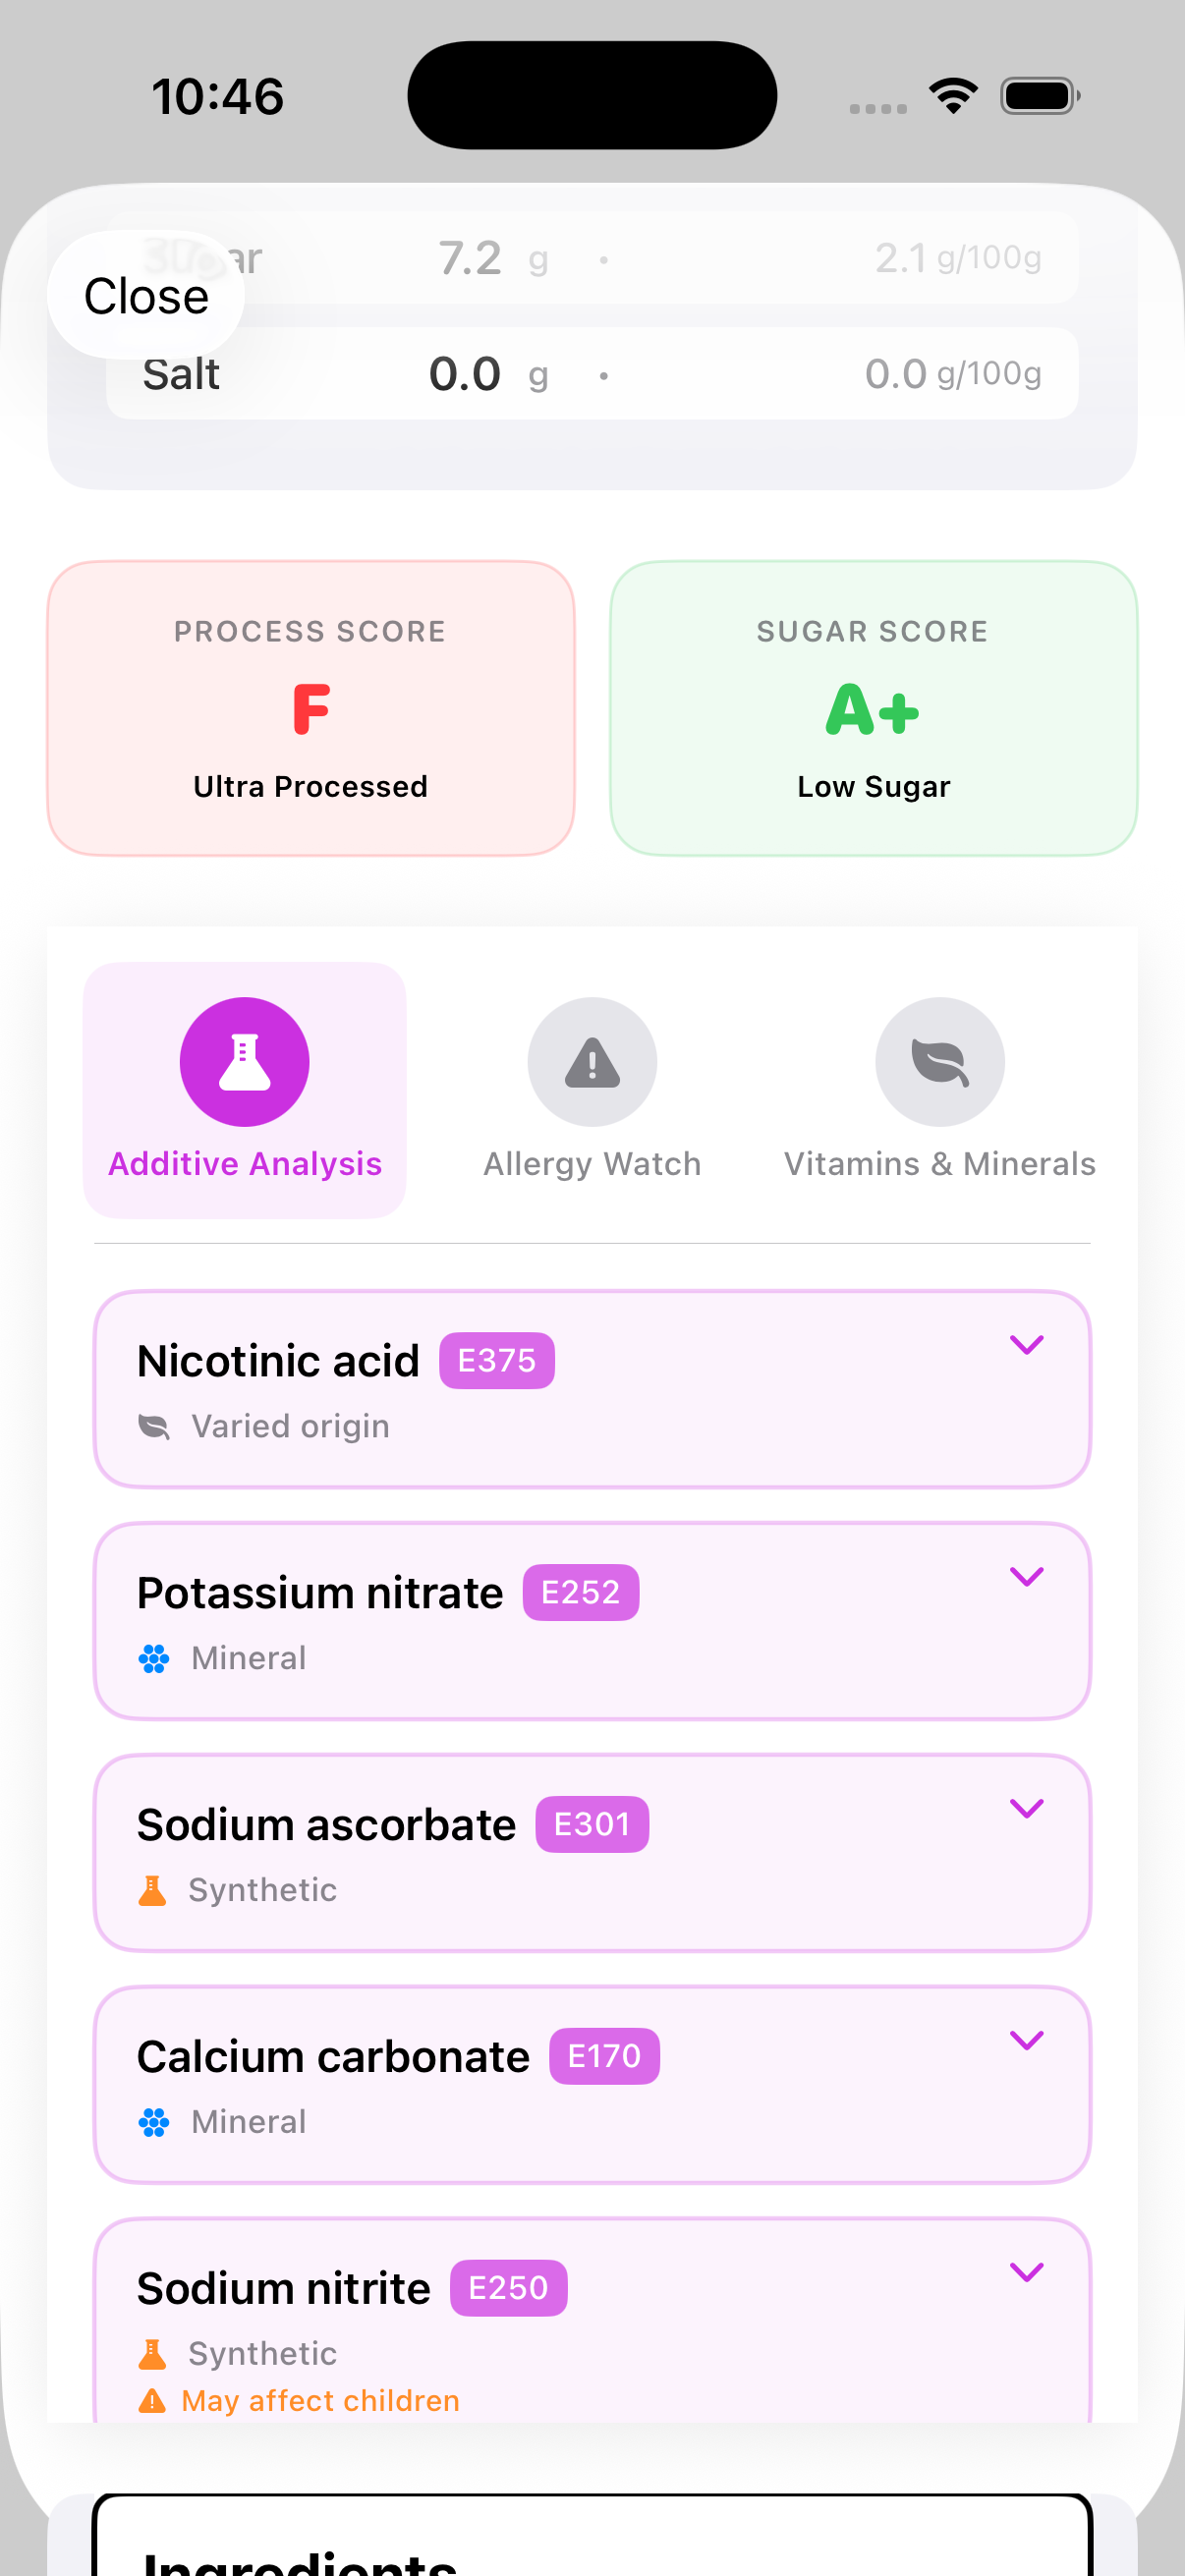 10:46
7.2 g • 2.1 g/100g
Close
Salt 0.0 g • 0.0 g/100g
PROCESS SCORE
F
Ultra Processed
SUGAR SCORE
A+
Low Sugar
Additive Analysis
Allergy Watch
Vitamins & Minerals
Nicotinic acid E375
Varied origin
Potassium nitrate E252
Mineral
Sodium ascorbate E301
Synthetic
Calcium carbonate E170
Mineral
Sodium nitrite E250
Synthetic
May affect children
Ingredients